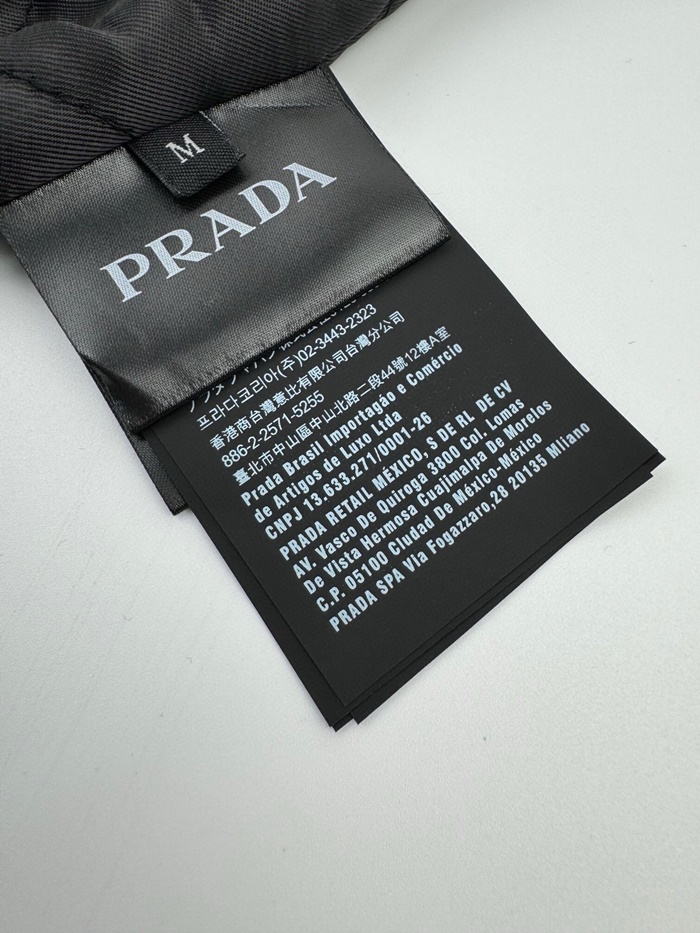 M
PRADA
프라다코리아(주)02-3443-2323
香港商台灣意比有限公司台灣分公司
886-2-2571-5255
臺北市中山區中山北路二段44號12樓A室
Prada Brasil Importagão e Comércio
de Artigos de Luxo Ltda
CNPJ 13.633.271/0001-26
PRADA RETAIL MÉXICO, S DE RL DE CV
AV. Vasco De Quiroga 3800 Col. Lomas
De Vista Hermosa Cuajimalpa De Morelos
C.P. 05100 Ciudad De México-México
PRADA SPA Via Fogazzaro,28 20135 Milano